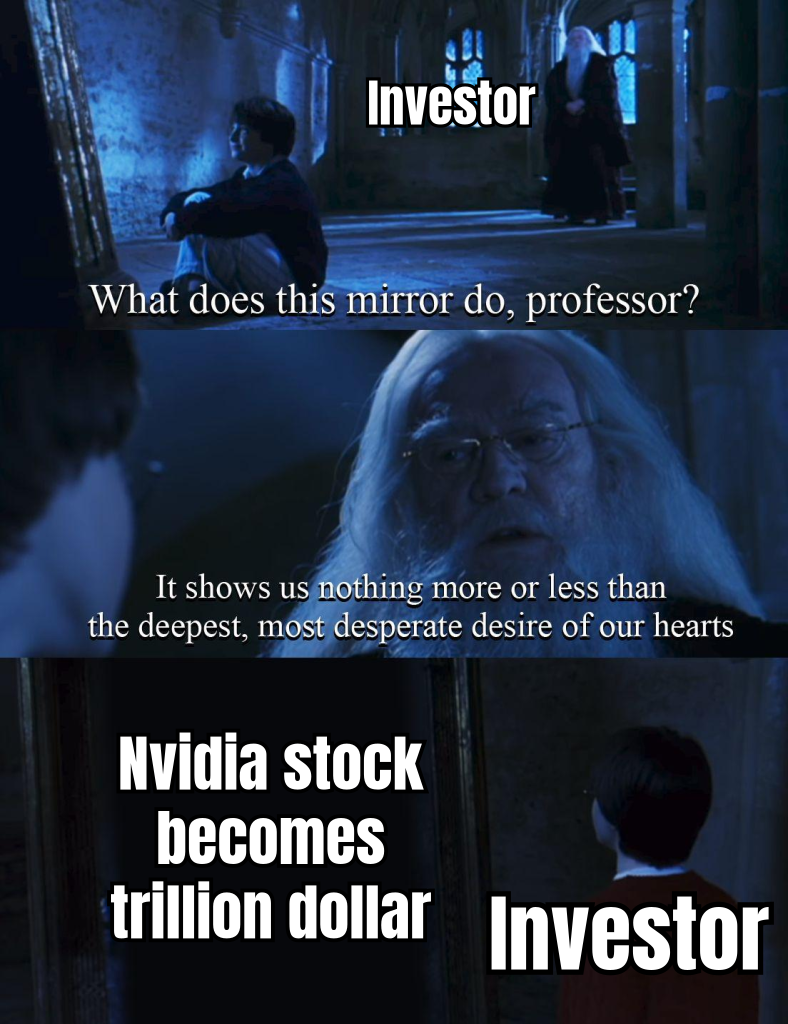 Investor
What does this mirror do, professor?
It shows us nothing more or less than
the deepest, most desperate desire of our hearts
Nvidia stock
becomes
trillion dollar
Investor